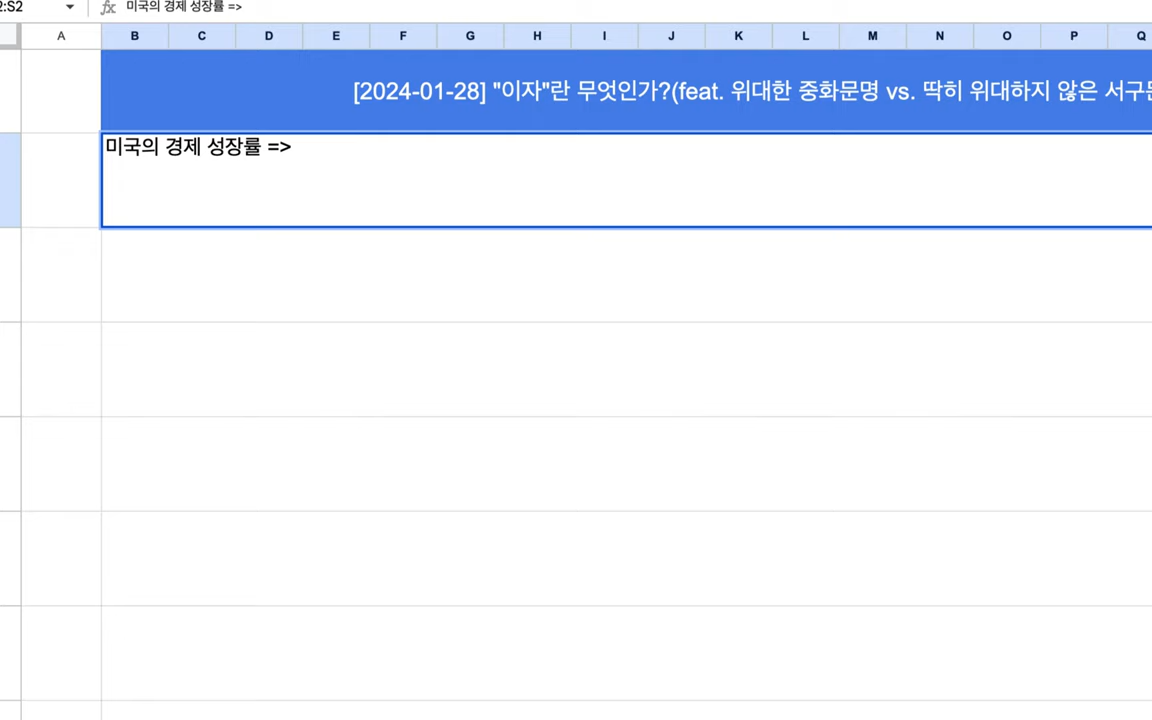 :S2 fx 미국의 경제 성장률 =>
A B C D E F G H I J K L M N O P Q
[2024-01-28] "이자"란 무엇인가?(feat. 위대한 중화문명 vs. 딱히 위대하지 않은 서구
미국의 경제 성장률 =>